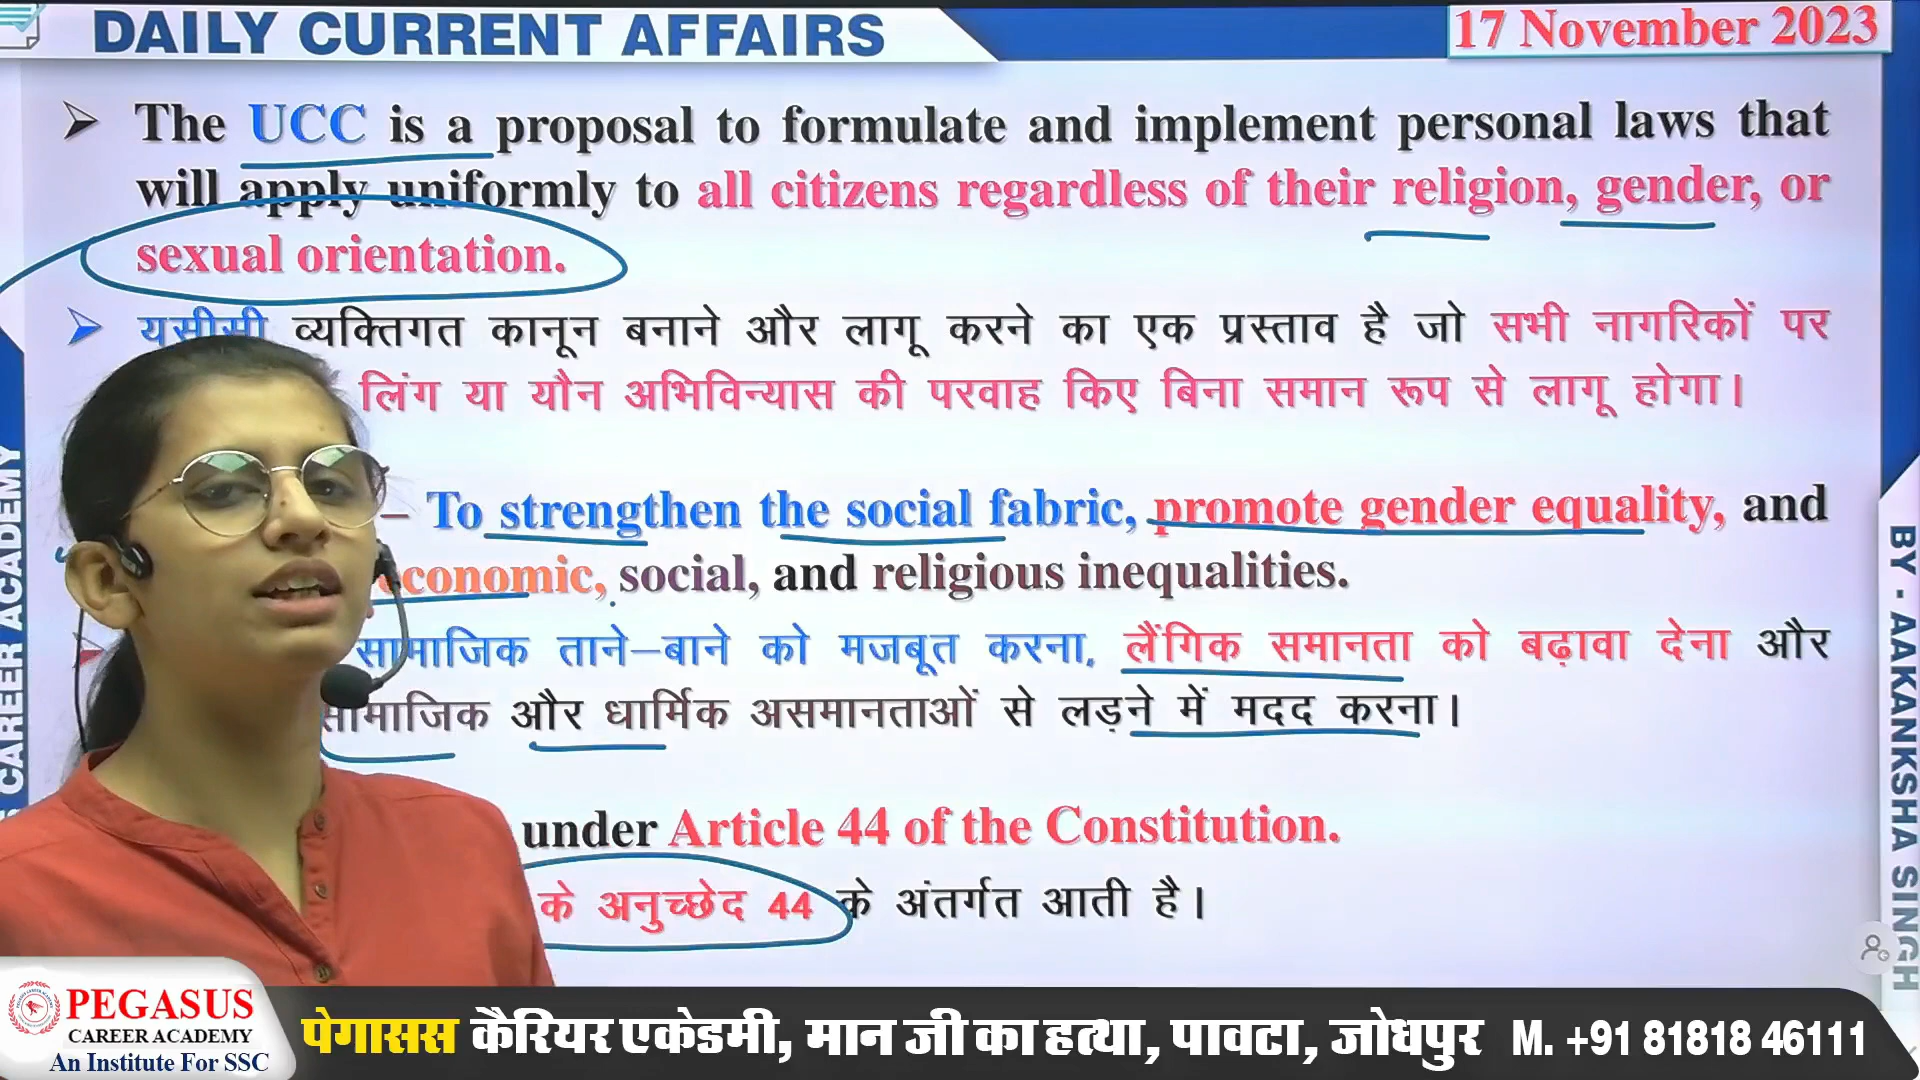 DAILY CURRENT AFFAIRS
17 November 2023
The UCC is a proposal to formulate and implement personal laws that
will apply uniformly to all citizens regardless of their religion, gender, or
sexual orientation.
यूसीसी व्यक्तिगत कानून बनाने और लागू करने का एक प्रस्ताव है जो सभी नागरिकों पर
लिंग या यौन अभिविन्यास की परवाह किए बिना समान रूप से लागू होगा।
– To strengthen the social fabric, promote gender equality, and
economic, social, and religious inequalities.
सामाजिक ताने–बाने को मजबूत करना, लैंगिक समानता को बढ़ावा देना और
सामाजिक और धार्मिक असमानताओं से लड़ने में मदद करना।
under Article 44 of the Constitution.
के अनुच्छेद 44 के अंतर्गत आती है।
CAREER ACADEMY
BY - AAKANKSHA SINGH
PEGASUS
CAREER ACADEMY
An Institute For SSC
पेगासस कैरियर एकेडमी, मान जी का हत्था, पावटा, जोधपुर M. +91 81818 46111